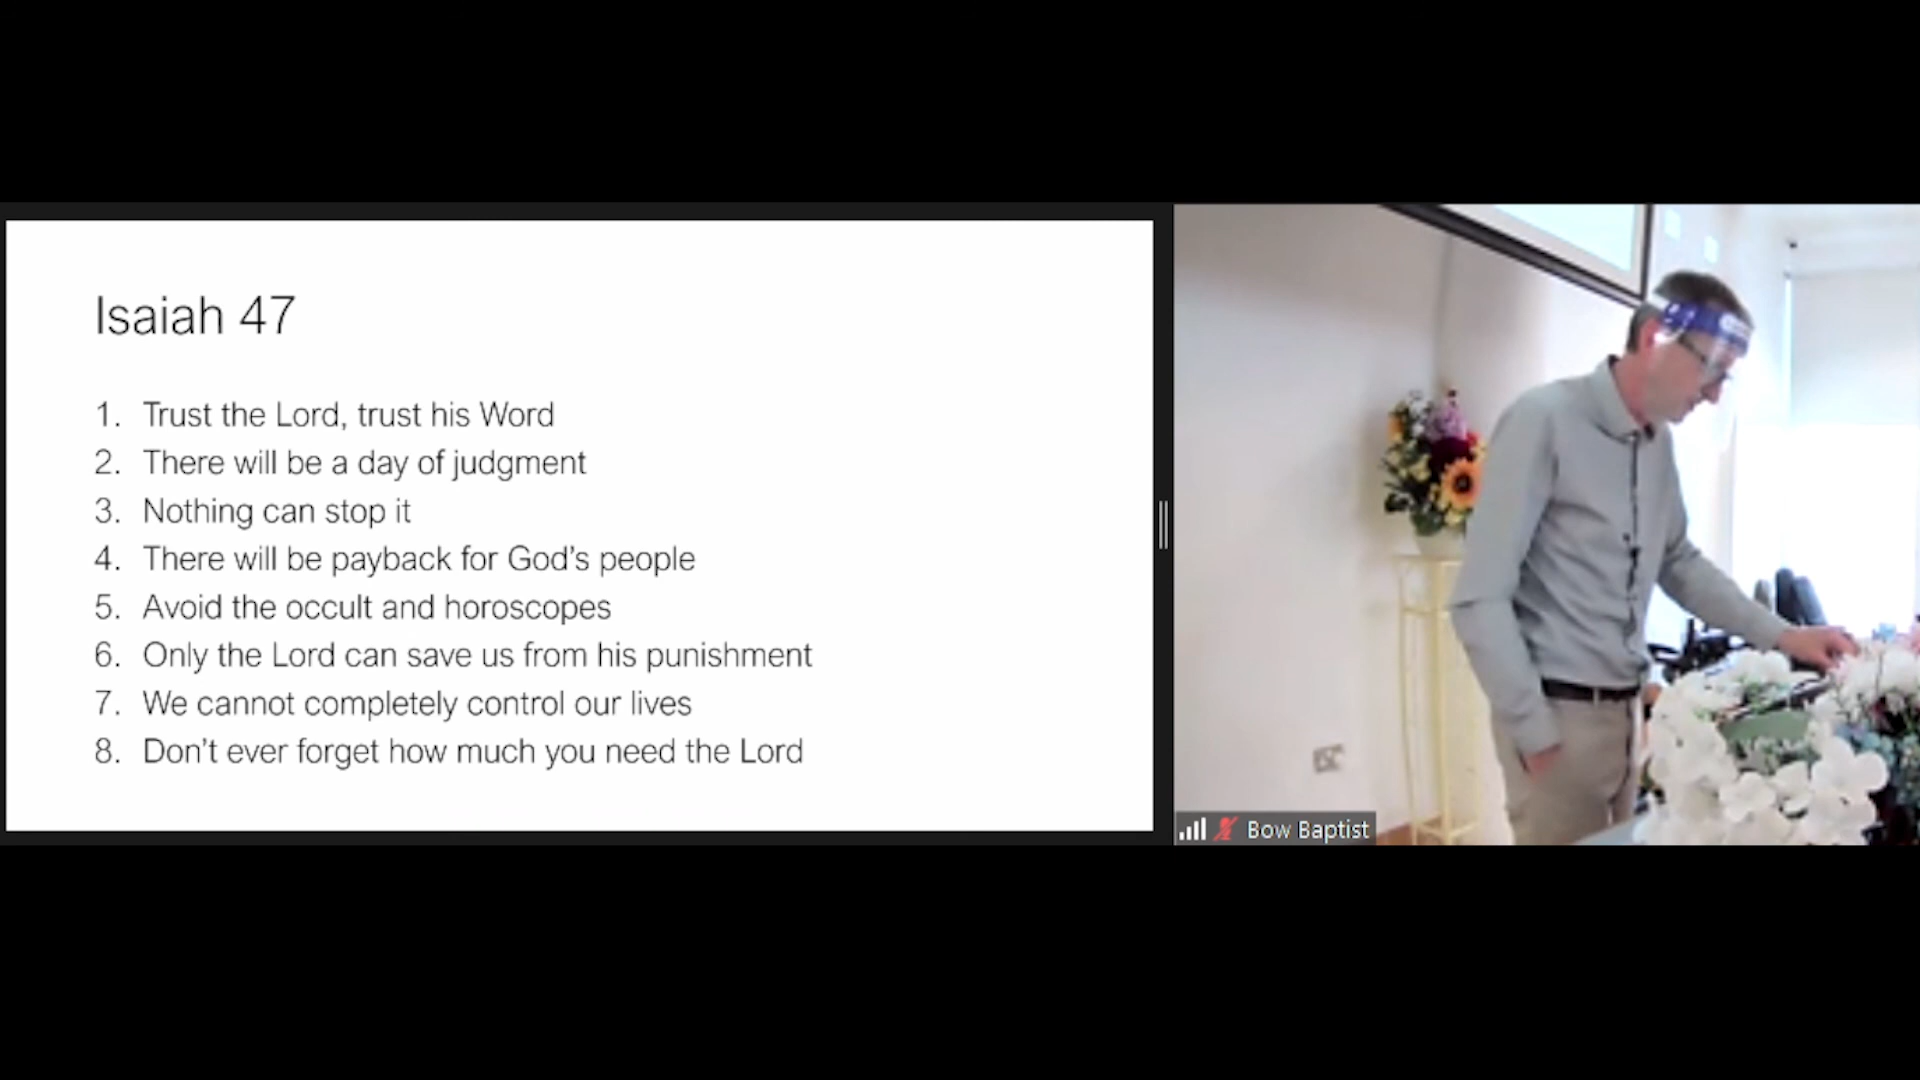 Isaiah 47
1. Trust the Lord, trust his Word
2. There will be a day of judgment
3. Nothing can stop it
4. There will be payback for God's people
5. Avoid the occult and horoscopes
6. Only the Lord can save us from his punishment
7. We cannot completely control our lives
8. Don't ever forget how much you need the Lord
Bow Baptist